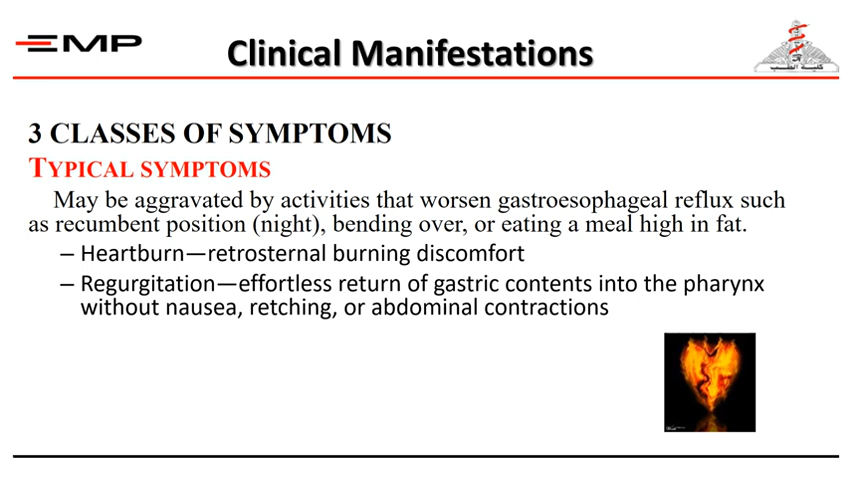 EMP
Clinical Manifestations
كلية الطب
3 CLASSES OF SYMPTOMS
TYPICAL SYMPTOMS
May be aggravated by activities that worsen gastroesophageal reflux such
as recumbent position (night), bending over, or eating a meal high in fat.
– Heartburn—retrosternal burning discomfort
– Regurgitation—effortless return of gastric contents into the pharynx
without nausea, retching, or abdominal contractions